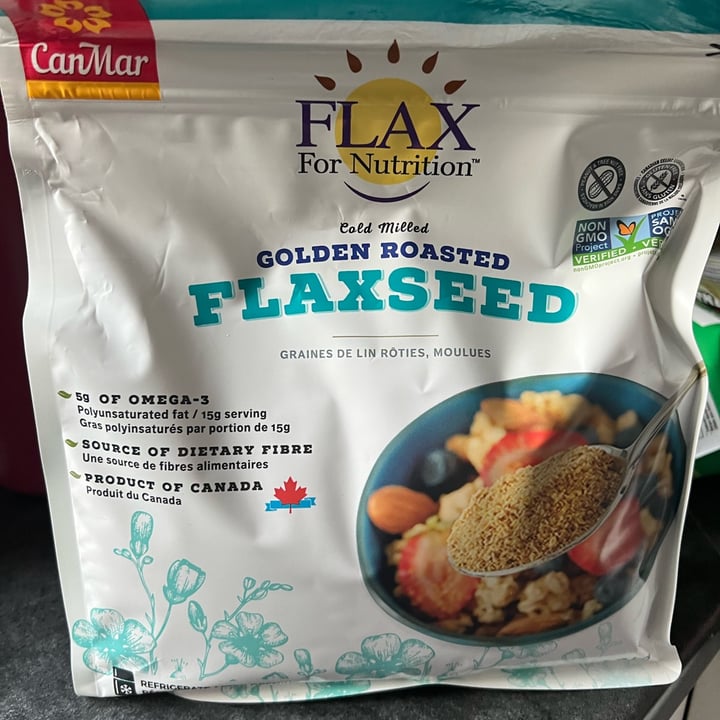 CanMar
FLAX
For Nutrition™
Cold Milled
GOLDEN ROASTED
FLAXSEED
GRAINES DE LIN RÔTIES, MOULUES
NON
GMO
Project
VERIFIED
nonGMOproject.org
5g OF OMEGA-3
Polyunsaturated fat / 15g serving
Gras polyinsaturés par portion de 15g
SOURCE OF DIETARY FIBRE
Une source de fibres alimentaires
PRODUCT OF CANADA
Produit du Canada